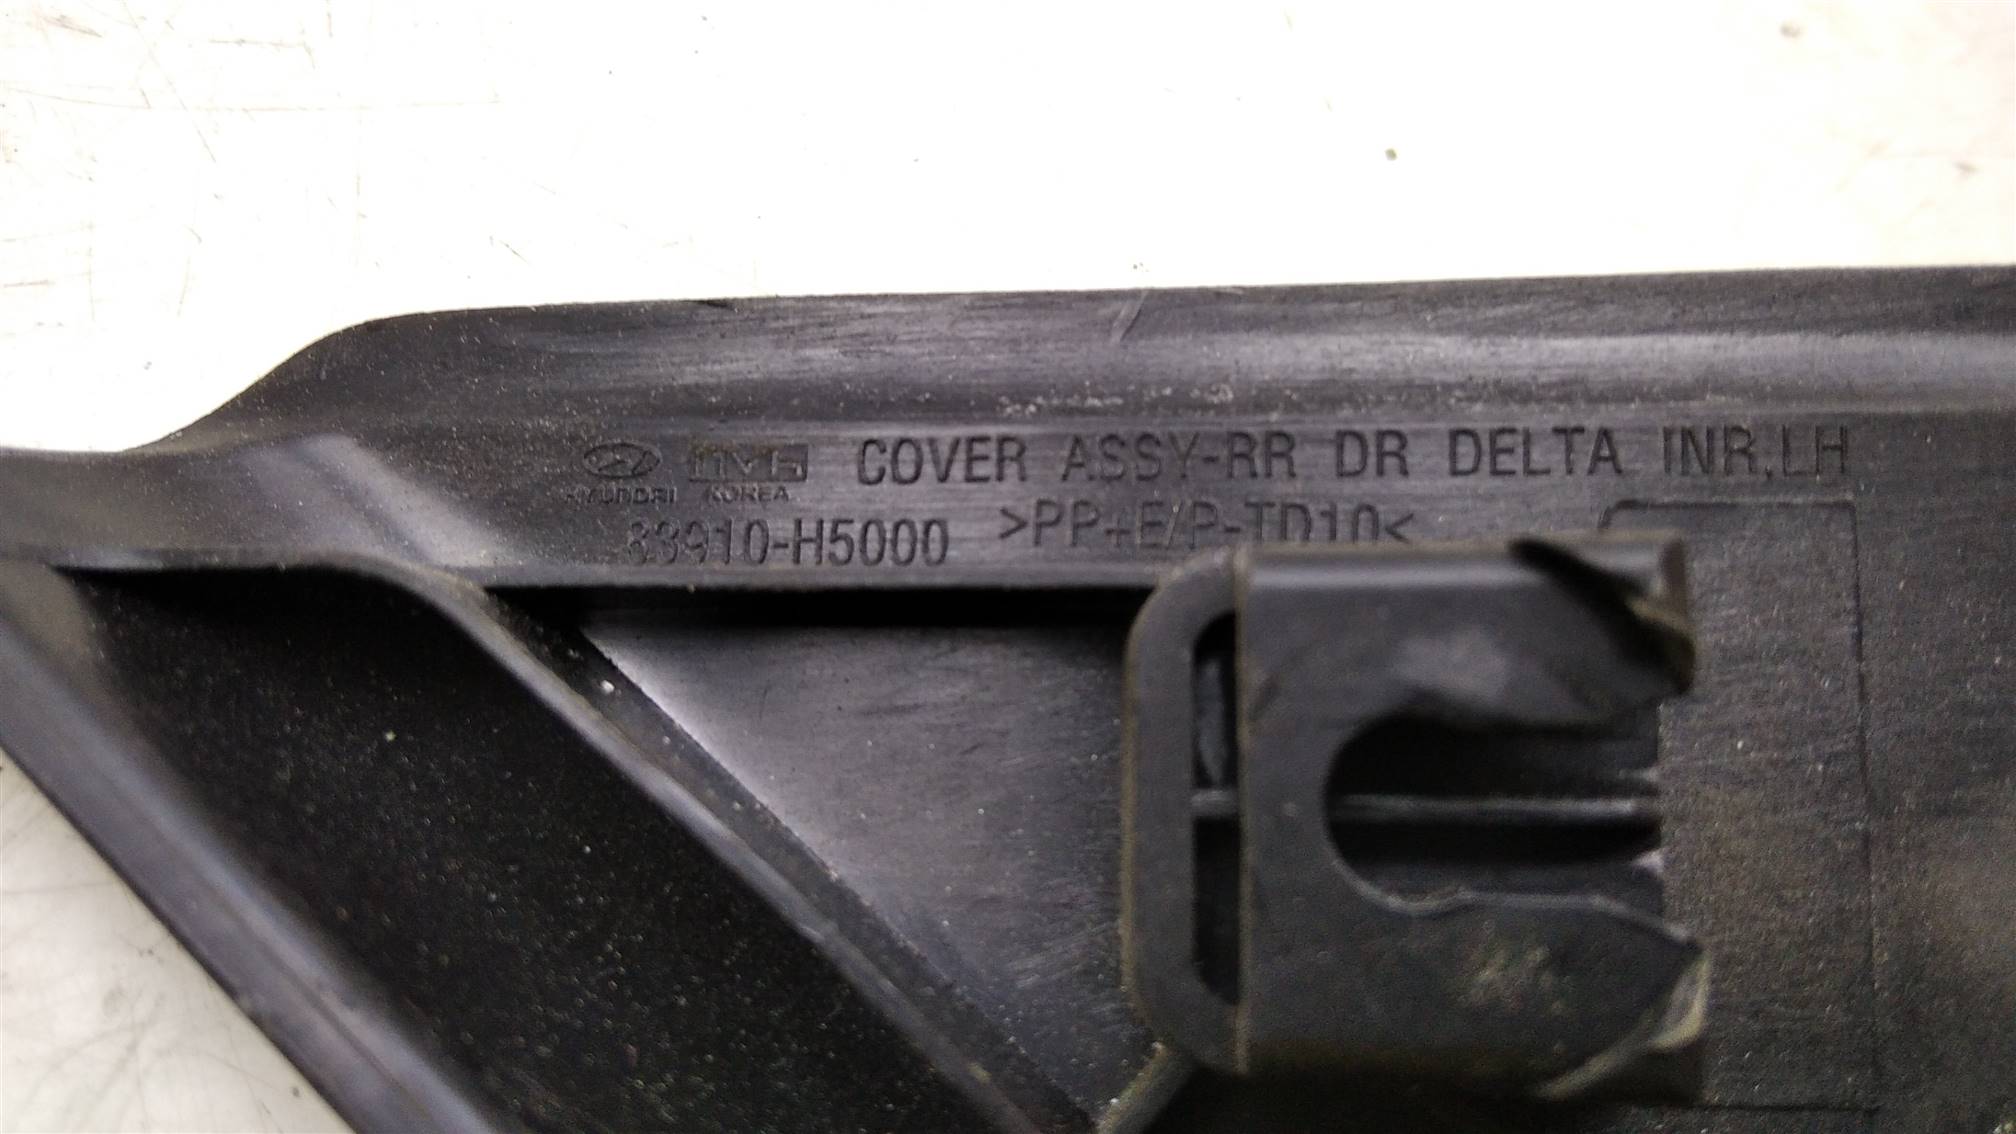 COVER ASSY-RR DR DELTA INR,LH
HYUNDAI KOREA
83910-H5000 >PP+E/P-TD10<